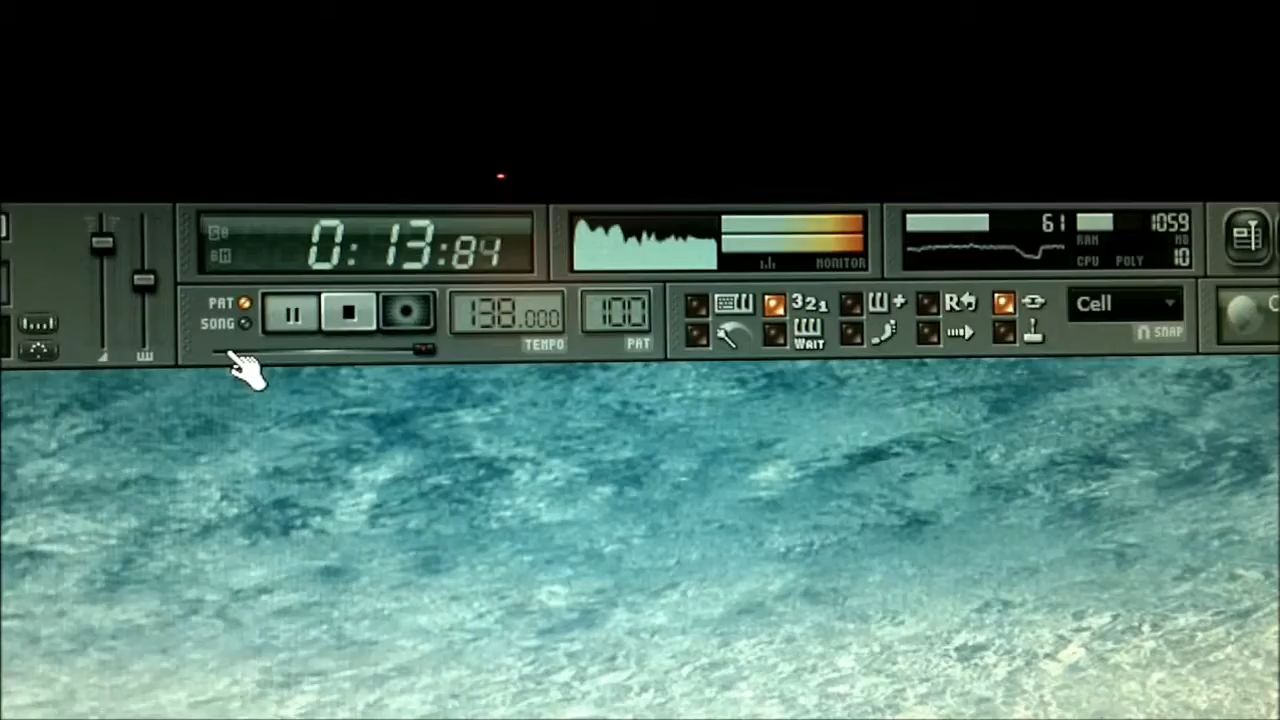 0:13:84
MONITOR
61
1059
RAM
MB
CPU
POLY
10
PAT
SONG
138.000
TEMPO
100
PAT
321
WAIT
R
Cell
SNAP